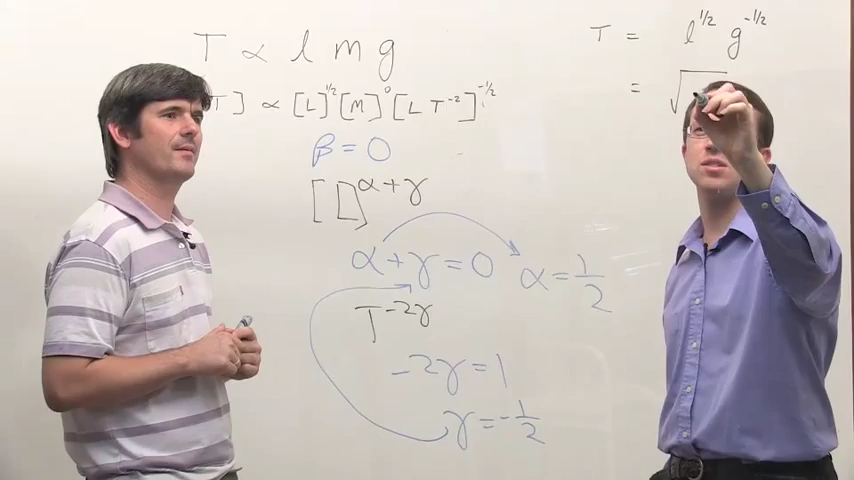 T ∝ l m g
T] ∝ [L]^1/2 [M]^0 [L T^-2]^-1/2
β = 0
[L]^α+γ
α+γ = 0
α = 1/2
T^-2γ
-2γ = 1
γ = -1/2
T = l^1/2 g^-1/2
= √